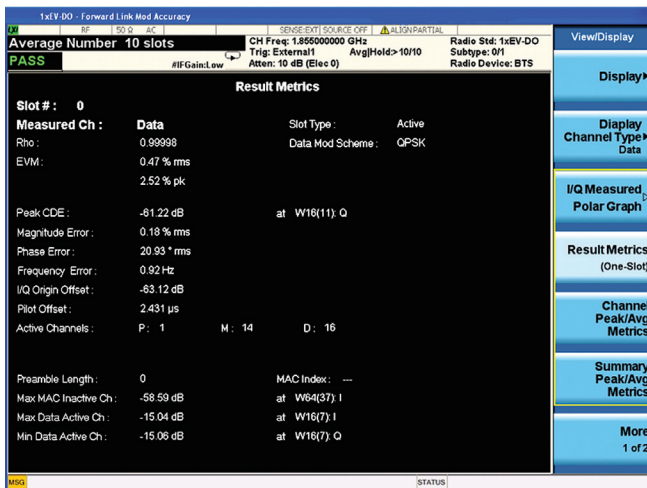 1xEV-DO - Forward Link Mod Accuracy
LXI RF 50 Ω AC SENSE:EXT SOURCE OFF ALIGN PARTIAL
Average Number 10 slots
CH Freq: 1.855000000 GHz
Radio Std: 1xEV-DO
Trig: External1 Avg|Hold:>10/10
Subtype: 0/1
PASS #IFGain:Low Atten: 10 dB (Elec 0)
Radio Device: BTS
Result Metrics
Slot # : 0
Measured Ch : Data Slot Type : Active
Rho : 0.99998 Data Mod Scheme : QPSK
EVM : 0.47 % rms
2.52 % pk
Peak CDE : -61.22 dB at W16(11): Q
Magnitude Error : 0.18 % rms
Phase Error : 20.93 ° rms
Frequency Error : 0.92 Hz
I/Q Origin Offset : -63.12 dB
Pilot Offset : 2.431 µs
Active Channels : P : 1 M : 14 D : 16
Preamble Length : 0 MAC Index : ---
Max MAC Inactive Ch : -58.59 dB at W64(37): I
Max Data Active Ch : -15.04 dB at W16(7): I
Min Data Active Ch : -15.06 dB at W16(7): Q
MSG STATUS
View/Display
Display
Diaplay
Channel Type
Data
I/Q Measured
Polar Graph
Result Metrics
(One-Slot)
Channe
Peak/Avg
Metrics
Summary
Peak/Avg
Metrics
More
1 of 2